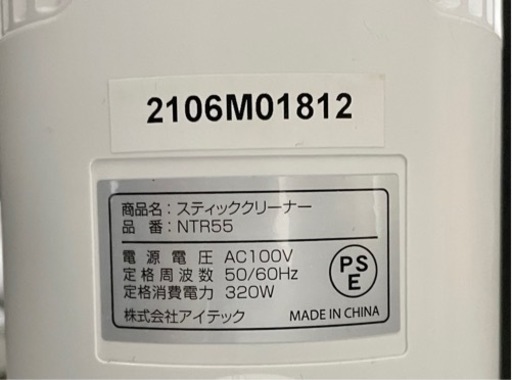 2106M01812
商品名：スティッククリーナー
品　番：NTR55
電源電圧 AC100V
定格周波数 50/60Hz
定格消費電力 320W
PS
E
株式会社アイテック MADE IN CHINA